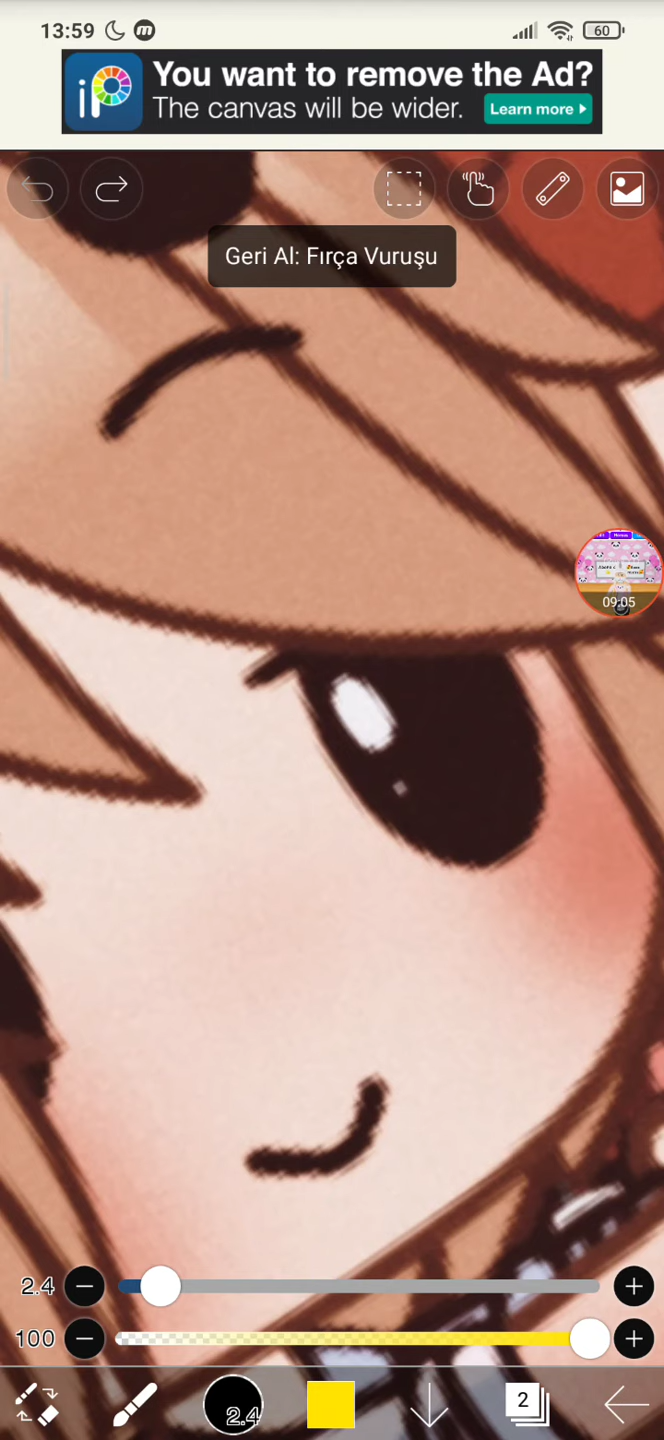 13:59
60
You want to remove the Ad?
The canvas will be wider.
Learn more
Geri Al: Fırça Vuruşu
09:05
2.4
100
2.4
2